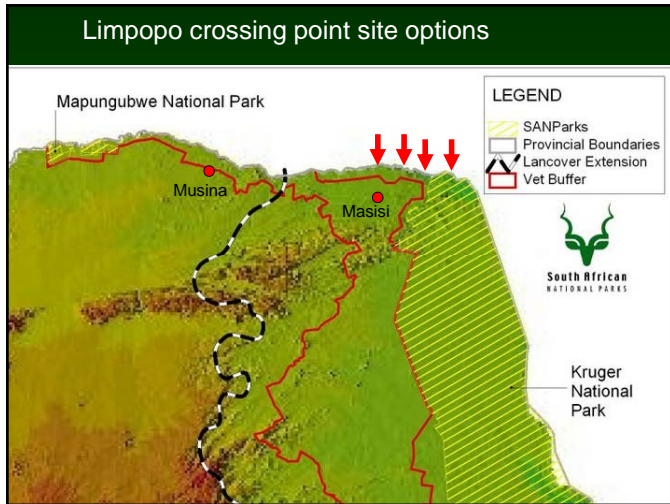 Limpopo crossing point site options
Mapungubwe National Park
Musina
Masisi
LEGEND
SANParks
Provincial Boundaries
Lancover Extension
Vet Buffer
South African
NATIONAL PARKS
Kruger
National
Park